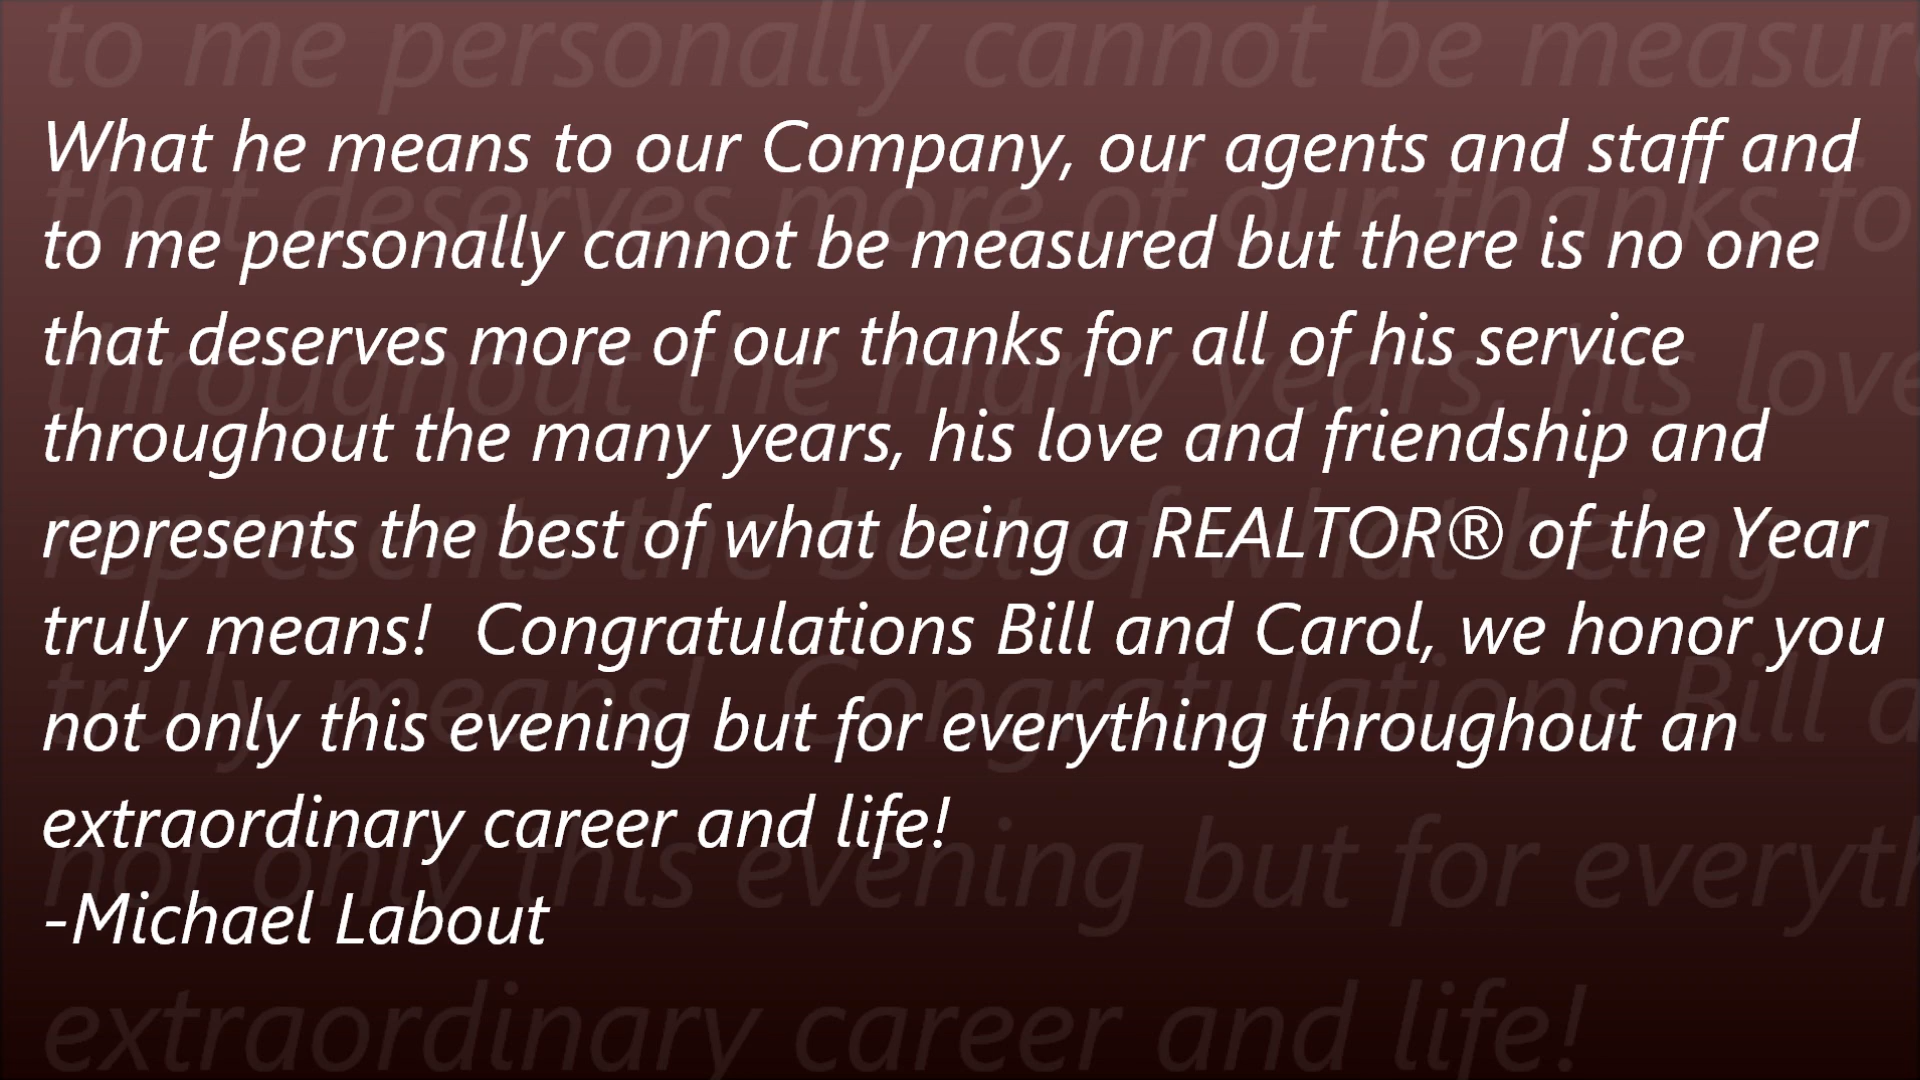 What he means to our Company, our agents and staff and
to me personally cannot be measured but there is no one
that deserves more of our thanks for all of his service
throughout the many years, his love and friendship and
represents the best of what being a REALTOR® of the Year
truly means!  Congratulations Bill and Carol, we honor you
not only this evening but for everything throughout an
extraordinary career and life!
-Michael Labout